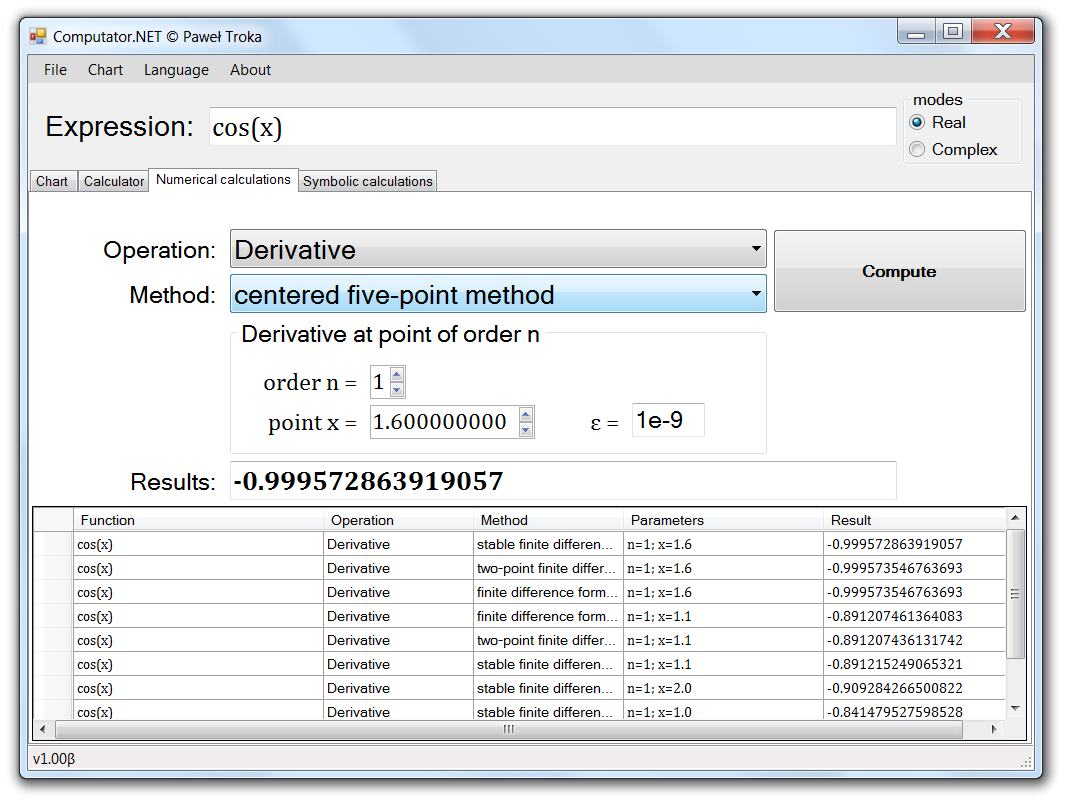 Computator.NET © Paweł Troka
File Chart Language About
Expression: cos(x)
modes
Real
Complex
Chart Calculator Numerical calculations Symbolic calculations
Operation: Derivative
Compute
Method: centered five-point method
Derivative at point of order n
order n = 1
point x = 1.600000000 ε = 1e-9
Results: -0.999572863919057
Function Operation Method Parameters Result
cos(x) Derivative stable finite differen... n=1; x=1.6 -0.999572863919057
cos(x) Derivative two-point finite differ... n=1; x=1.6 -0.999573546763693
cos(x) Derivative finite difference form... n=1; x=1.6 -0.999573546763693
cos(x) Derivative finite difference form... n=1; x=1.1 -0.891207461364083
cos(x) Derivative two-point finite differ... n=1; x=1.1 -0.891207436131742
cos(x) Derivative stable finite differen... n=1; x=1.1 -0.891215249065321
cos(x) Derivative stable finite differen... n=1; x=2.0 -0.909284266500822
cos(x) Derivative stable finite differen... n=1; x=1.0 -0.841479527598528
v1.00β